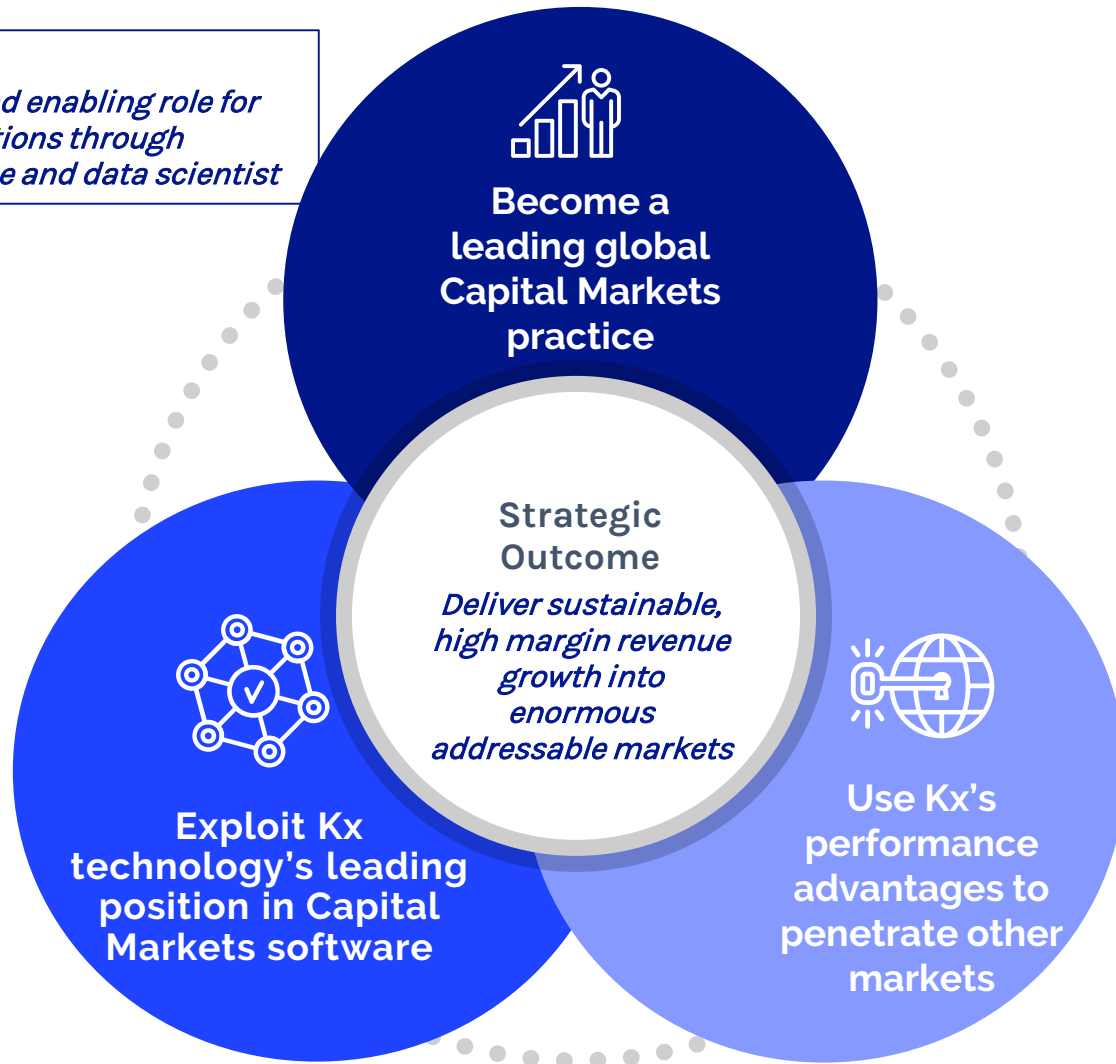 d enabling role for
tions through
e and data scientist
Become a
leading global
Capital Markets
practice
Strategic
Outcome
Deliver sustainable,
high margin revenue
growth into
enormous
addressable markets
Exploit Kx
technology’s leading
position in Capital
Markets software
Use Kx’s
performance
advantages to
penetrate other
markets